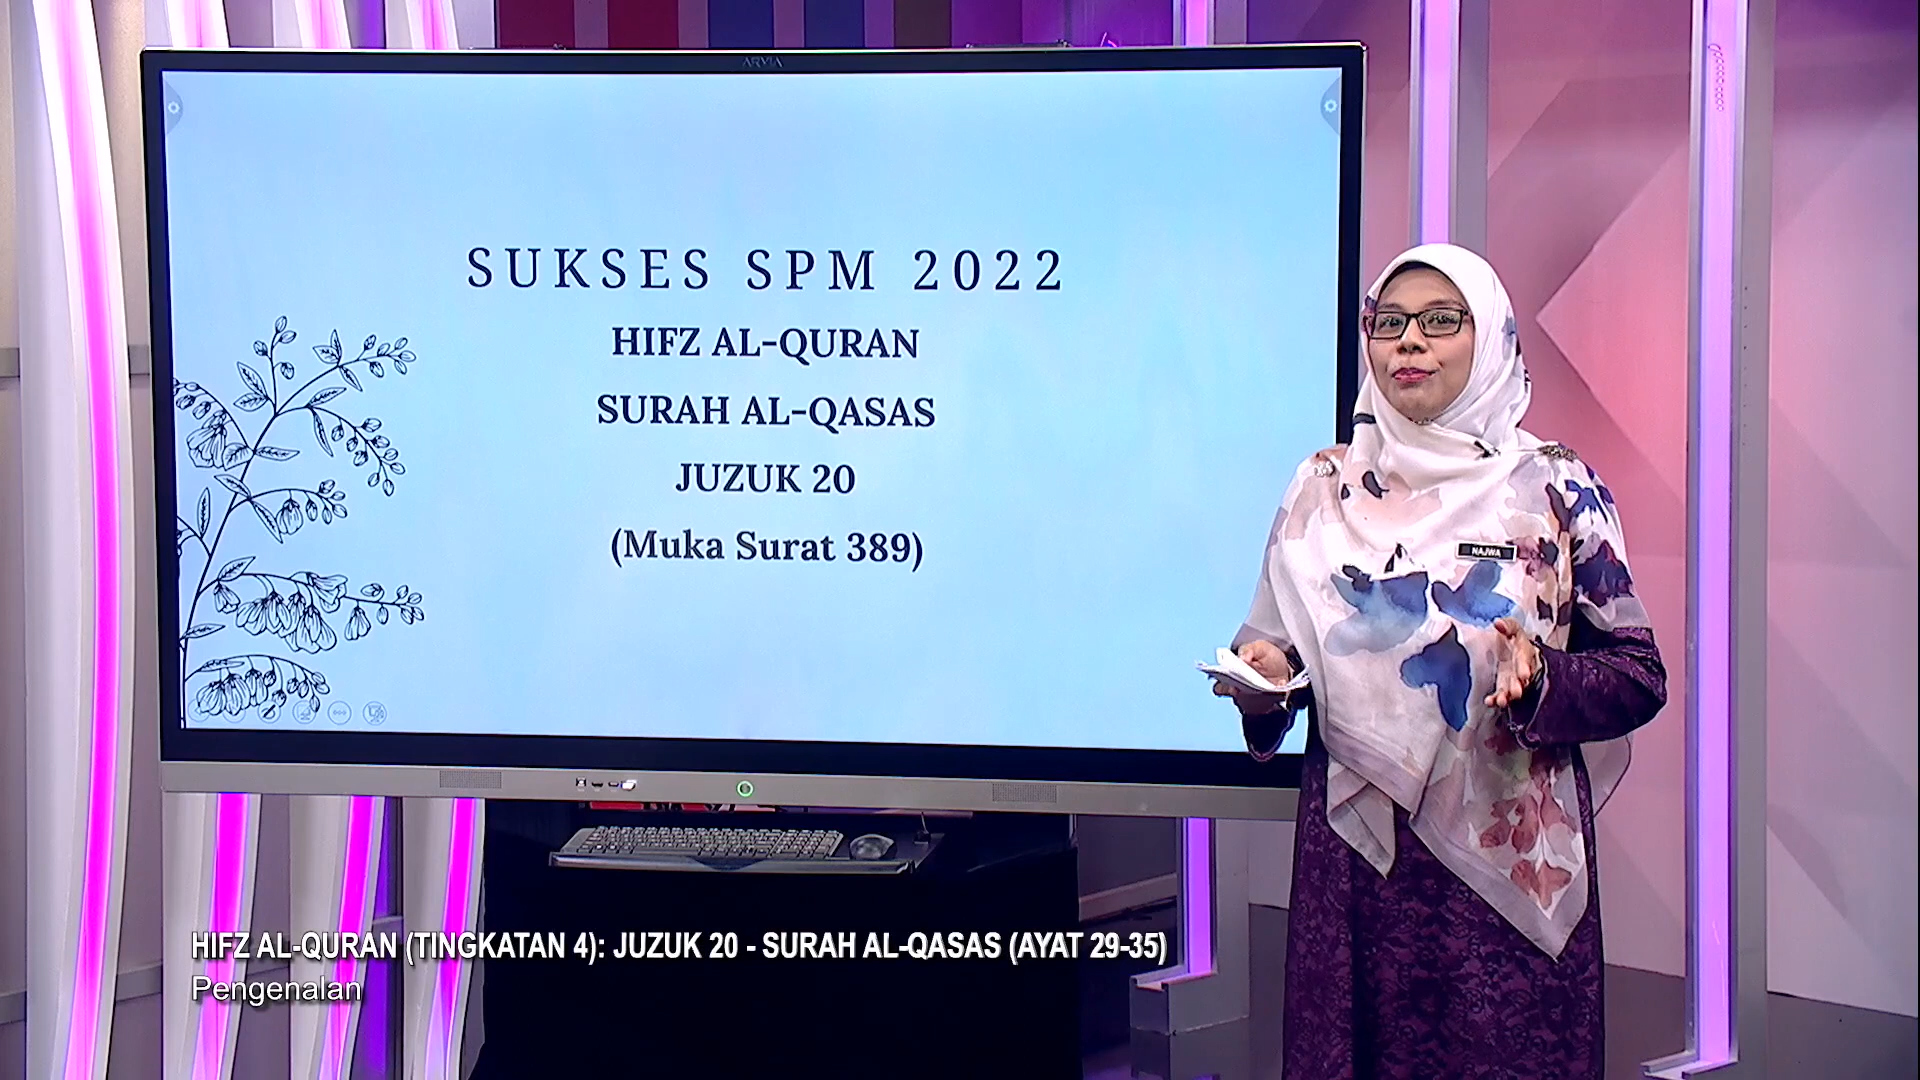 ARVIA
SUKSES SPM 2022
HIFZ AL-QURAN
SURAH AL-QASAS
JUZUK 20
(Muka Surat 389)
NAJWA
HIFZ AL-QURAN (TINGKATAN 4): JUZUK 20 - SURAH AL-QASAS (AYAT 29-35)
Pengenalan